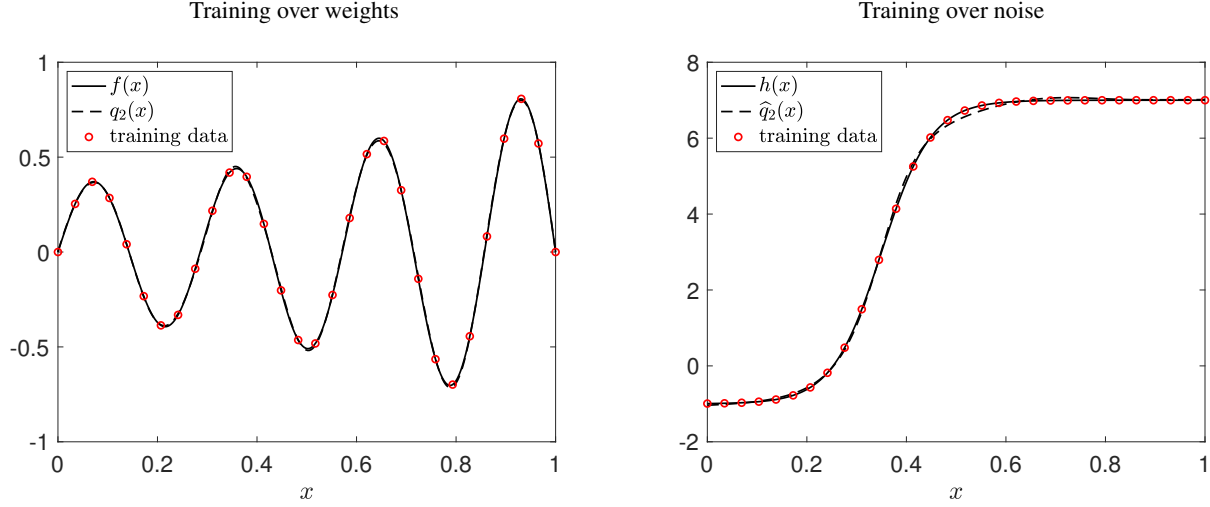 Training over weights
f(x)
q₂(x)
training data
1
0.5
0
-0.5
-1
0 0.2 0.4 0.6 0.8 1
x
Training over noise
h(x)
q̂₂(x)
training data
8
6
4
2
0
-2
0 0.2 0.4 0.6 0.8 1
x